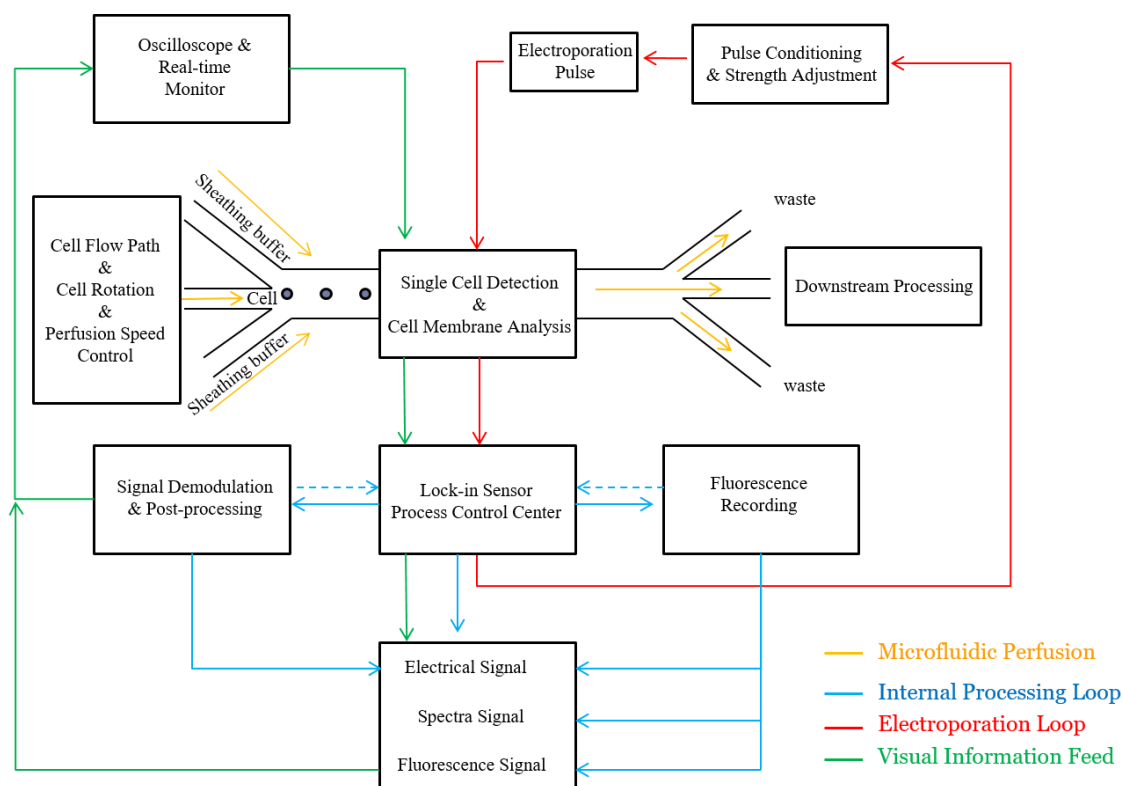 Oscilloscope &
Real-time
Monitor
Electroporation
Pulse
Pulse Conditioning
& Strength Adjustment
Sheathing buffer
waste
Cell Flow Path
&
Cell Rotation
&
Perfusion Speed
Control
Cell
Single Cell Detection
&
Cell Membrane Analysis
Downstream Processing
Sheathing buffer
waste
Signal Demodulation
& Post-processing
Lock-in Sensor
Process Control Center
Fluorescence
Recording
Electrical Signal
Spectra Signal
Fluorescence Signal
Microfluidic Perfusion
Internal Processing Loop
Electroporation Loop
Visual Information Feed